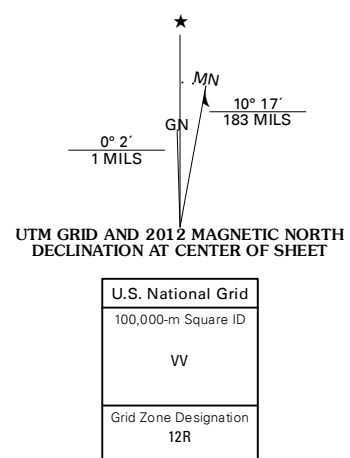 ★
MN
GN
10° 17´
183 MILS
0° 2´
1 MILS
UTM GRID AND 2012 MAGNETIC NORTH
DECLINATION AT CENTER OF SHEET
U.S. National Grid
100,000-m Square ID
VV
Grid Zone Designation
12R